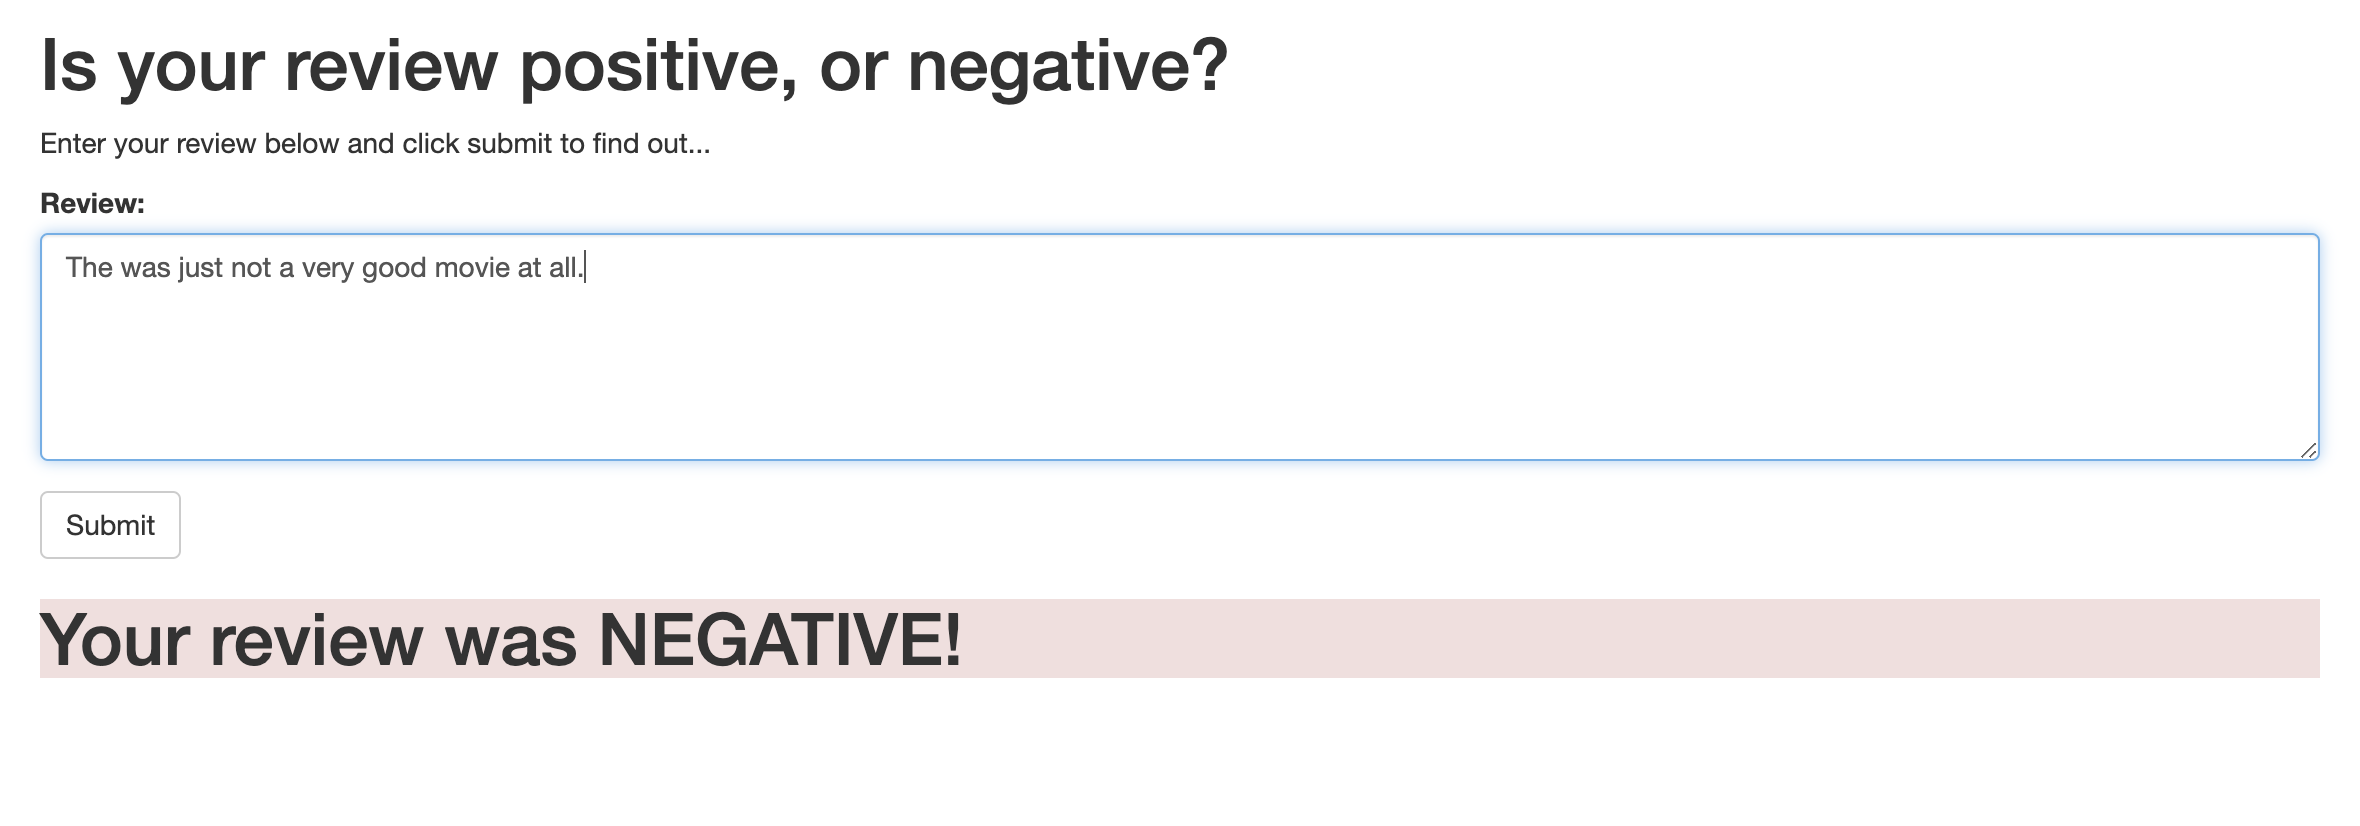 Is your review positive, or negative?
Enter your review below and click submit to find out...
Review:
The was just not a very good movie at all.
Submit
Your review was NEGATIVE!